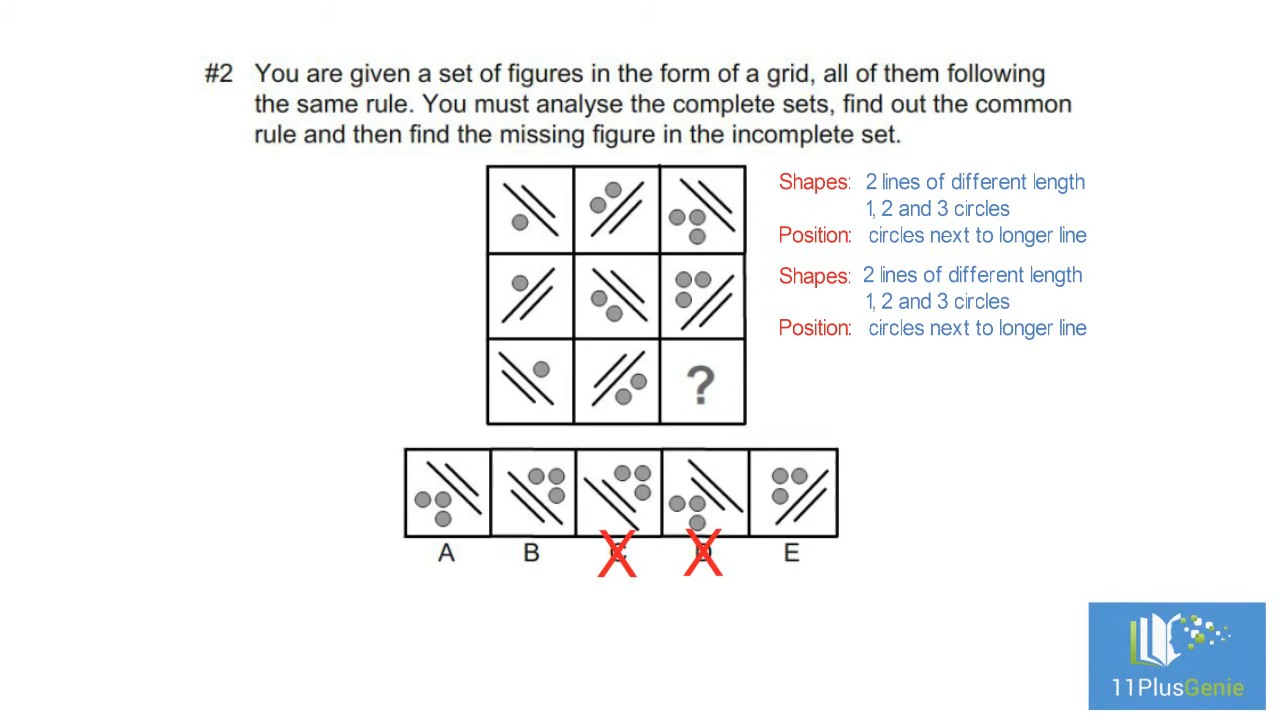 #2 You are given a set of figures in the form of a grid, all of them following
the same rule. You must analyse the complete sets, find out the common
rule and then find the missing figure in the incomplete set.
Shapes: 2 lines of different length
1, 2 and 3 circles
Position: circles next to longer line
Shapes: 2 lines of different length
1, 2 and 3 circles
Position: circles next to longer line
?
A B C D E
X X
11PlusGenie